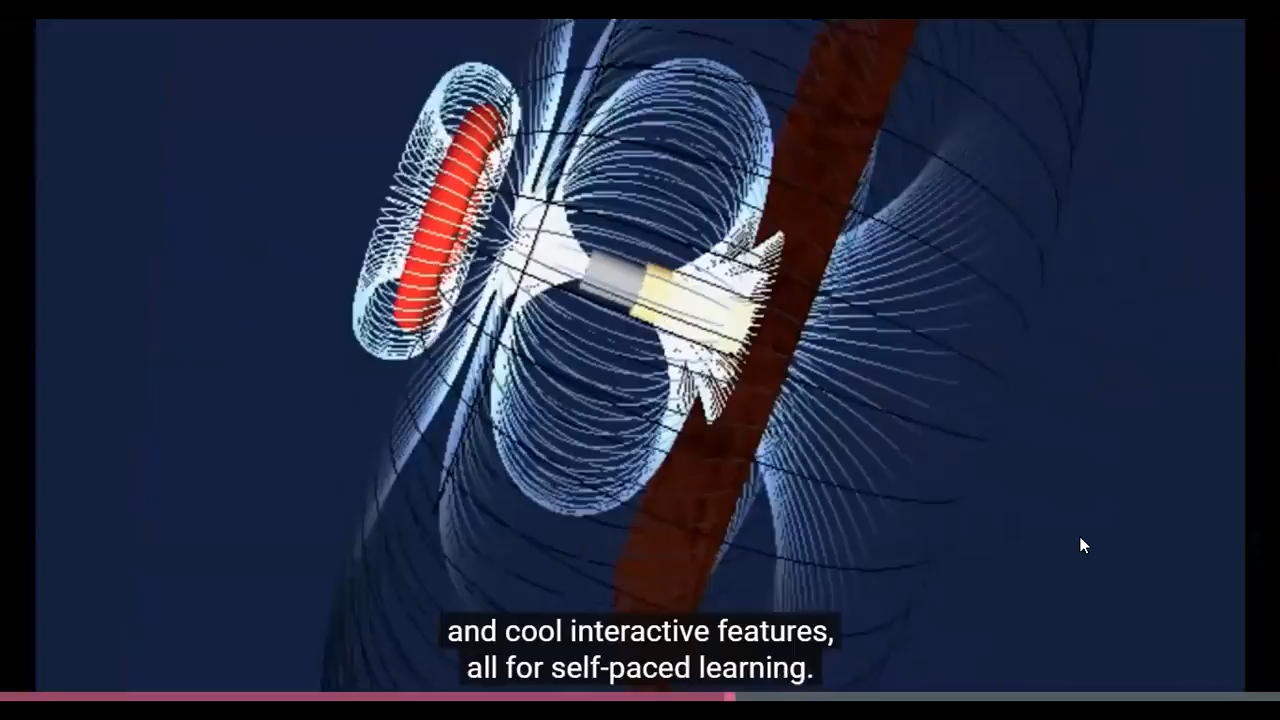 and cool interactive features,
all for self-paced learning.